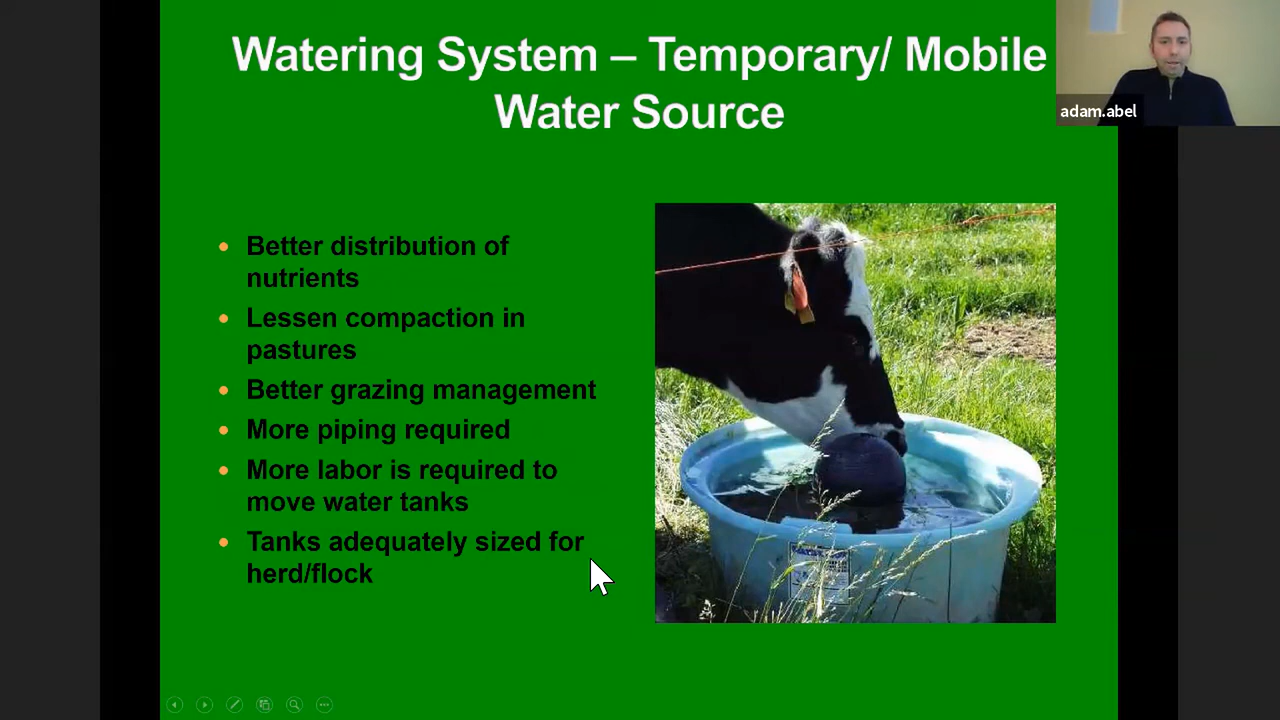 Watering System – Temporary/ Mobile
Water Source
adam.abel
Better distribution of
nutrients
Lessen compaction in
pastures
Better grazing management
More piping required
More labor is required to
move water tanks
Tanks adequately sized for
herd/flock